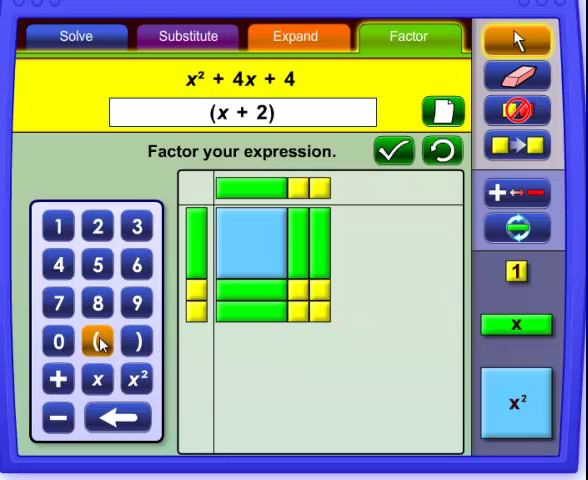 Solve Substitute Expand Factor
x² + 4x + 4
(x + 2)
Factor your expression.
1 2 3
4 5 6
7 8 9
0 ( )
+ x x²
−
1
x
x²